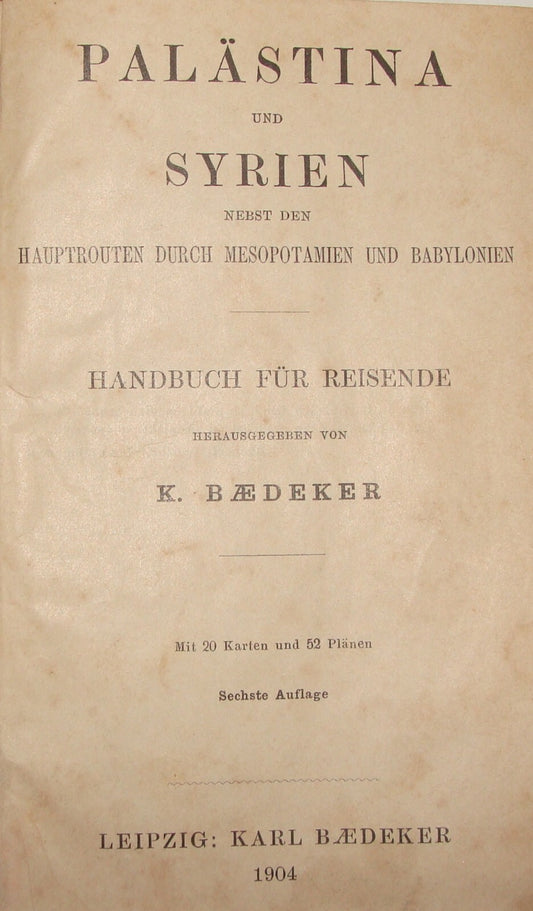 PALÄSTINA
UND
SYRIEN
NEBST DEN
HAUPTROUTEN DURCH MESOPOTAMIEN UND BABYLONIEN
HANDBUCH FÜR REISENDE
HERAUSGEGEBEN VON
K. BÆDEKER
Mit 20 Karten und 52 Plänen
Sechste Auflage
LEIPZIG: KARL BÆDEKER
1904